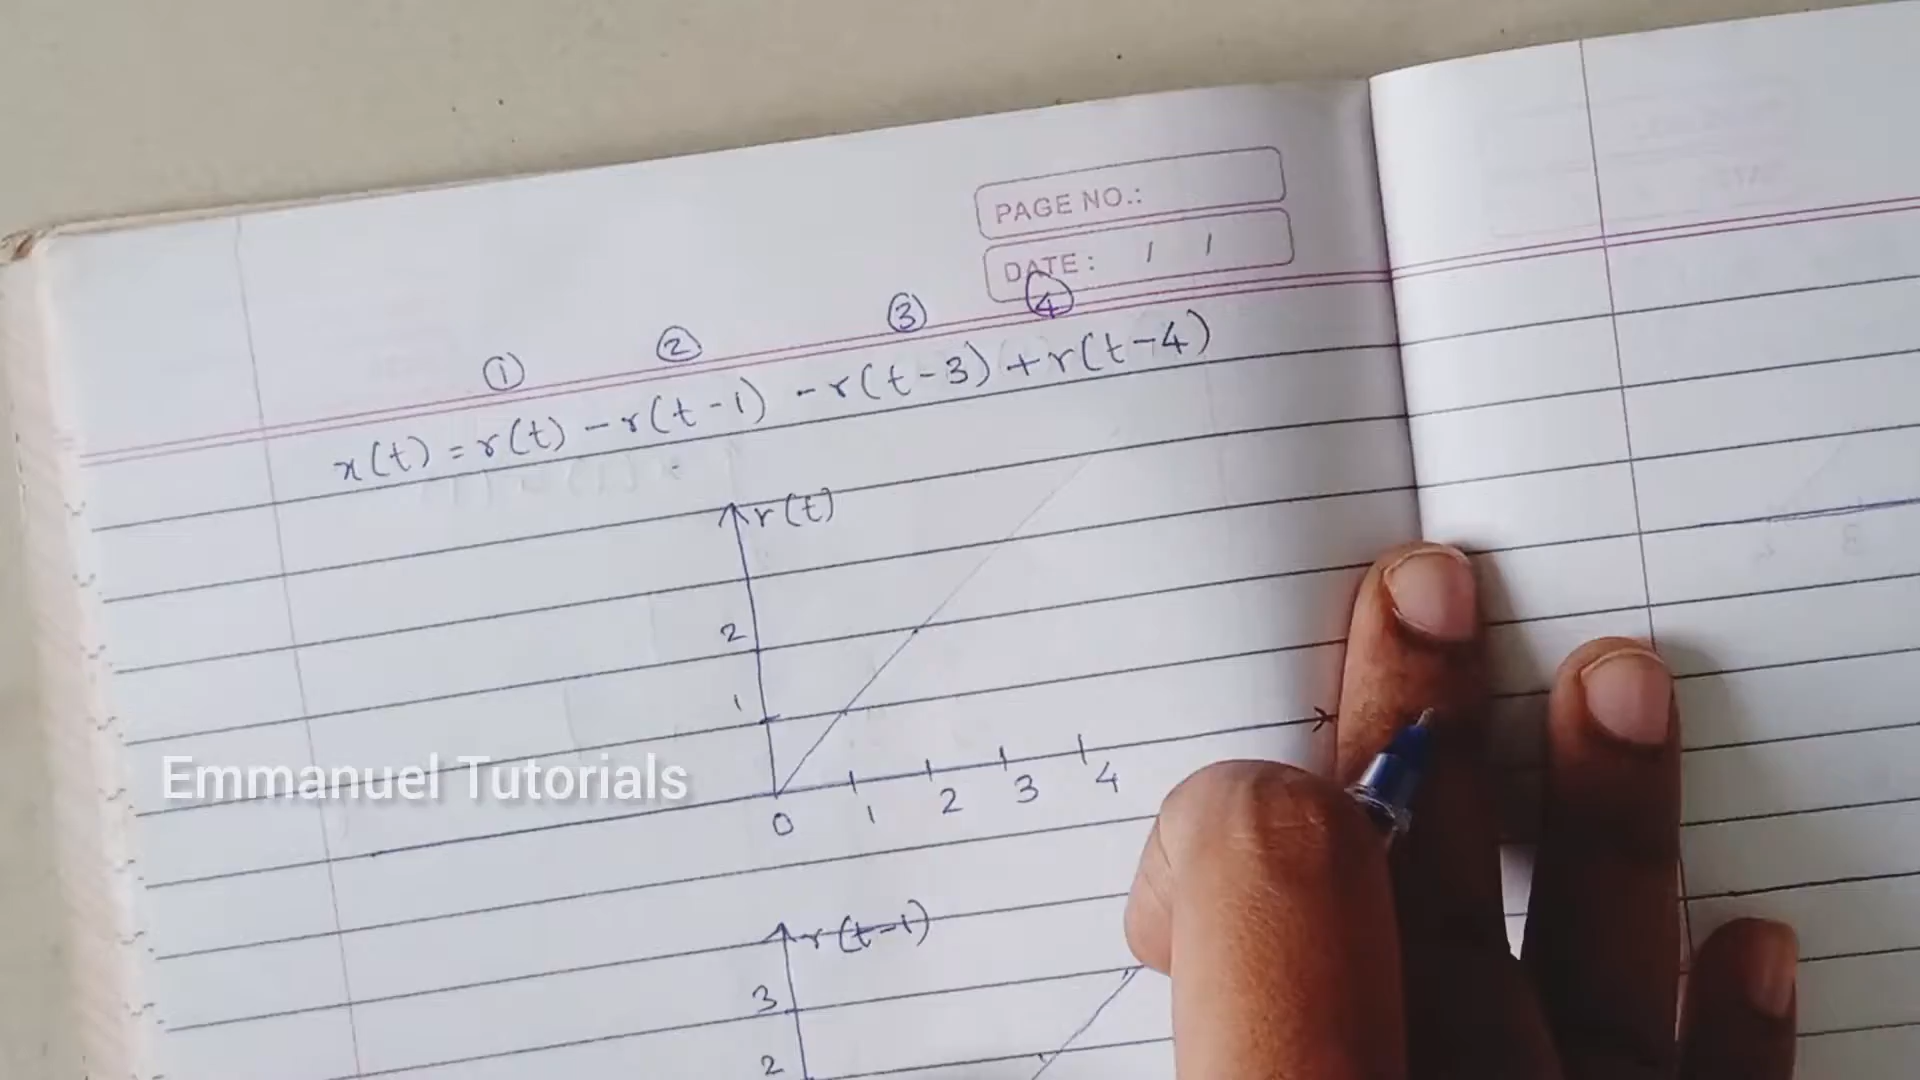 PAGE NO.:
DATE : / /
① ② ③ ④
x(t) = r(t) - r(t-1) - r(t-3) + r(t-4)
r(t)
2
1
0 1 2 3 4
Emmanuel Tutorials
r(t-1)
3
2